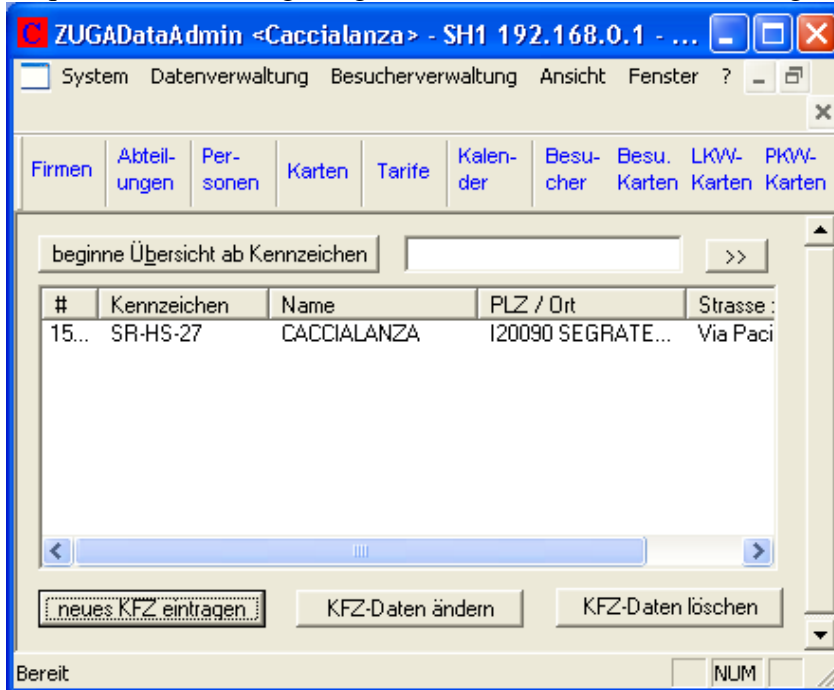 C ZUGADataAdmin <Caccialanza> - SH1 192.168.0.1 - ...
System Datenverwaltung Besucherverwaltung Ansicht Fenster ?
Firmen Abteil-ungen Per-sonen Karten Tarife Kalen-der Besu-cher Besu. Karten LKW-Karten PKW-Karten
beginne Übersicht ab Kennzeichen >>
# Kennzeichen Name PLZ / Ort Strasse :
15... SR-HS-27 CACCIALANZA I20090 SEGRATE... Via Paci
neues KFZ eintragen KFZ-Daten ändern KFZ-Daten löschen
Bereit NUM